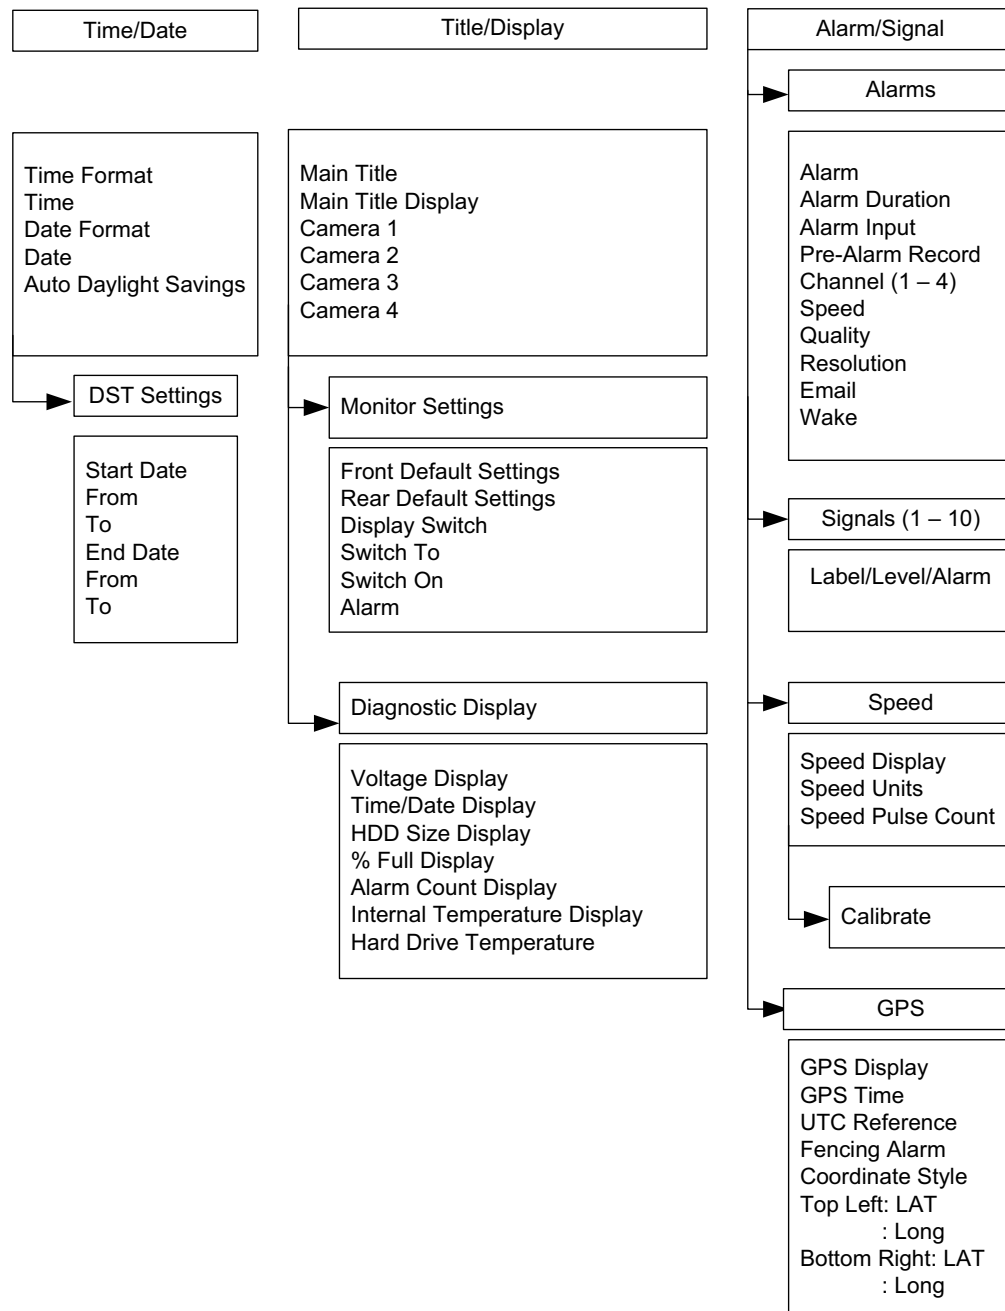 Time/Date
Time Format
Time
Date Format
Date
Auto Daylight Savings
DST Settings
Start Date
From
To
End Date
From
To
Title/Display
Main Title
Main Title Display
Camera 1
Camera 2
Camera 3
Camera 4
Monitor Settings
Front Default Settings
Rear Default Settings
Display Switch
Switch To
Switch On
Alarm
Diagnostic Display
Voltage Display
Time/Date Display
HDD Size Display
% Full Display
Alarm Count Display
Internal Temperature Display
Hard Drive Temperature
Alarm/Signal
Alarms
Alarm
Alarm Duration
Alarm Input
Pre-Alarm Record
Channel (1 – 4)
Speed
Quality
Resolution
Email
Wake
Signals (1 – 10)
Label/Level/Alarm
Speed
Speed Display
Speed Units
Speed Pulse Count
Calibrate
GPS
GPS Display
GPS Time
UTC Reference
Fencing Alarm
Coordinate Style
Top Left: LAT
: Long
Bottom Right: LAT
: Long